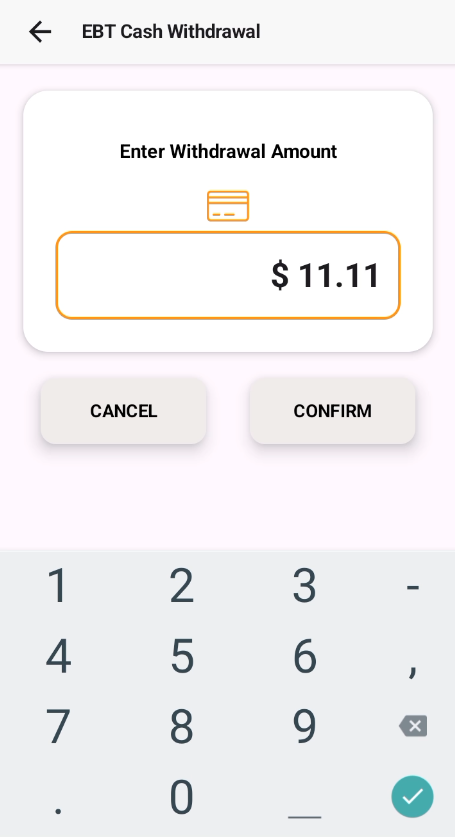 EBT Cash Withdrawal
Enter Withdrawal Amount
$ 11.11
CANCEL CONFIRM
1 2 3 -
4 5 6 ,
7 8 9
. 0 _